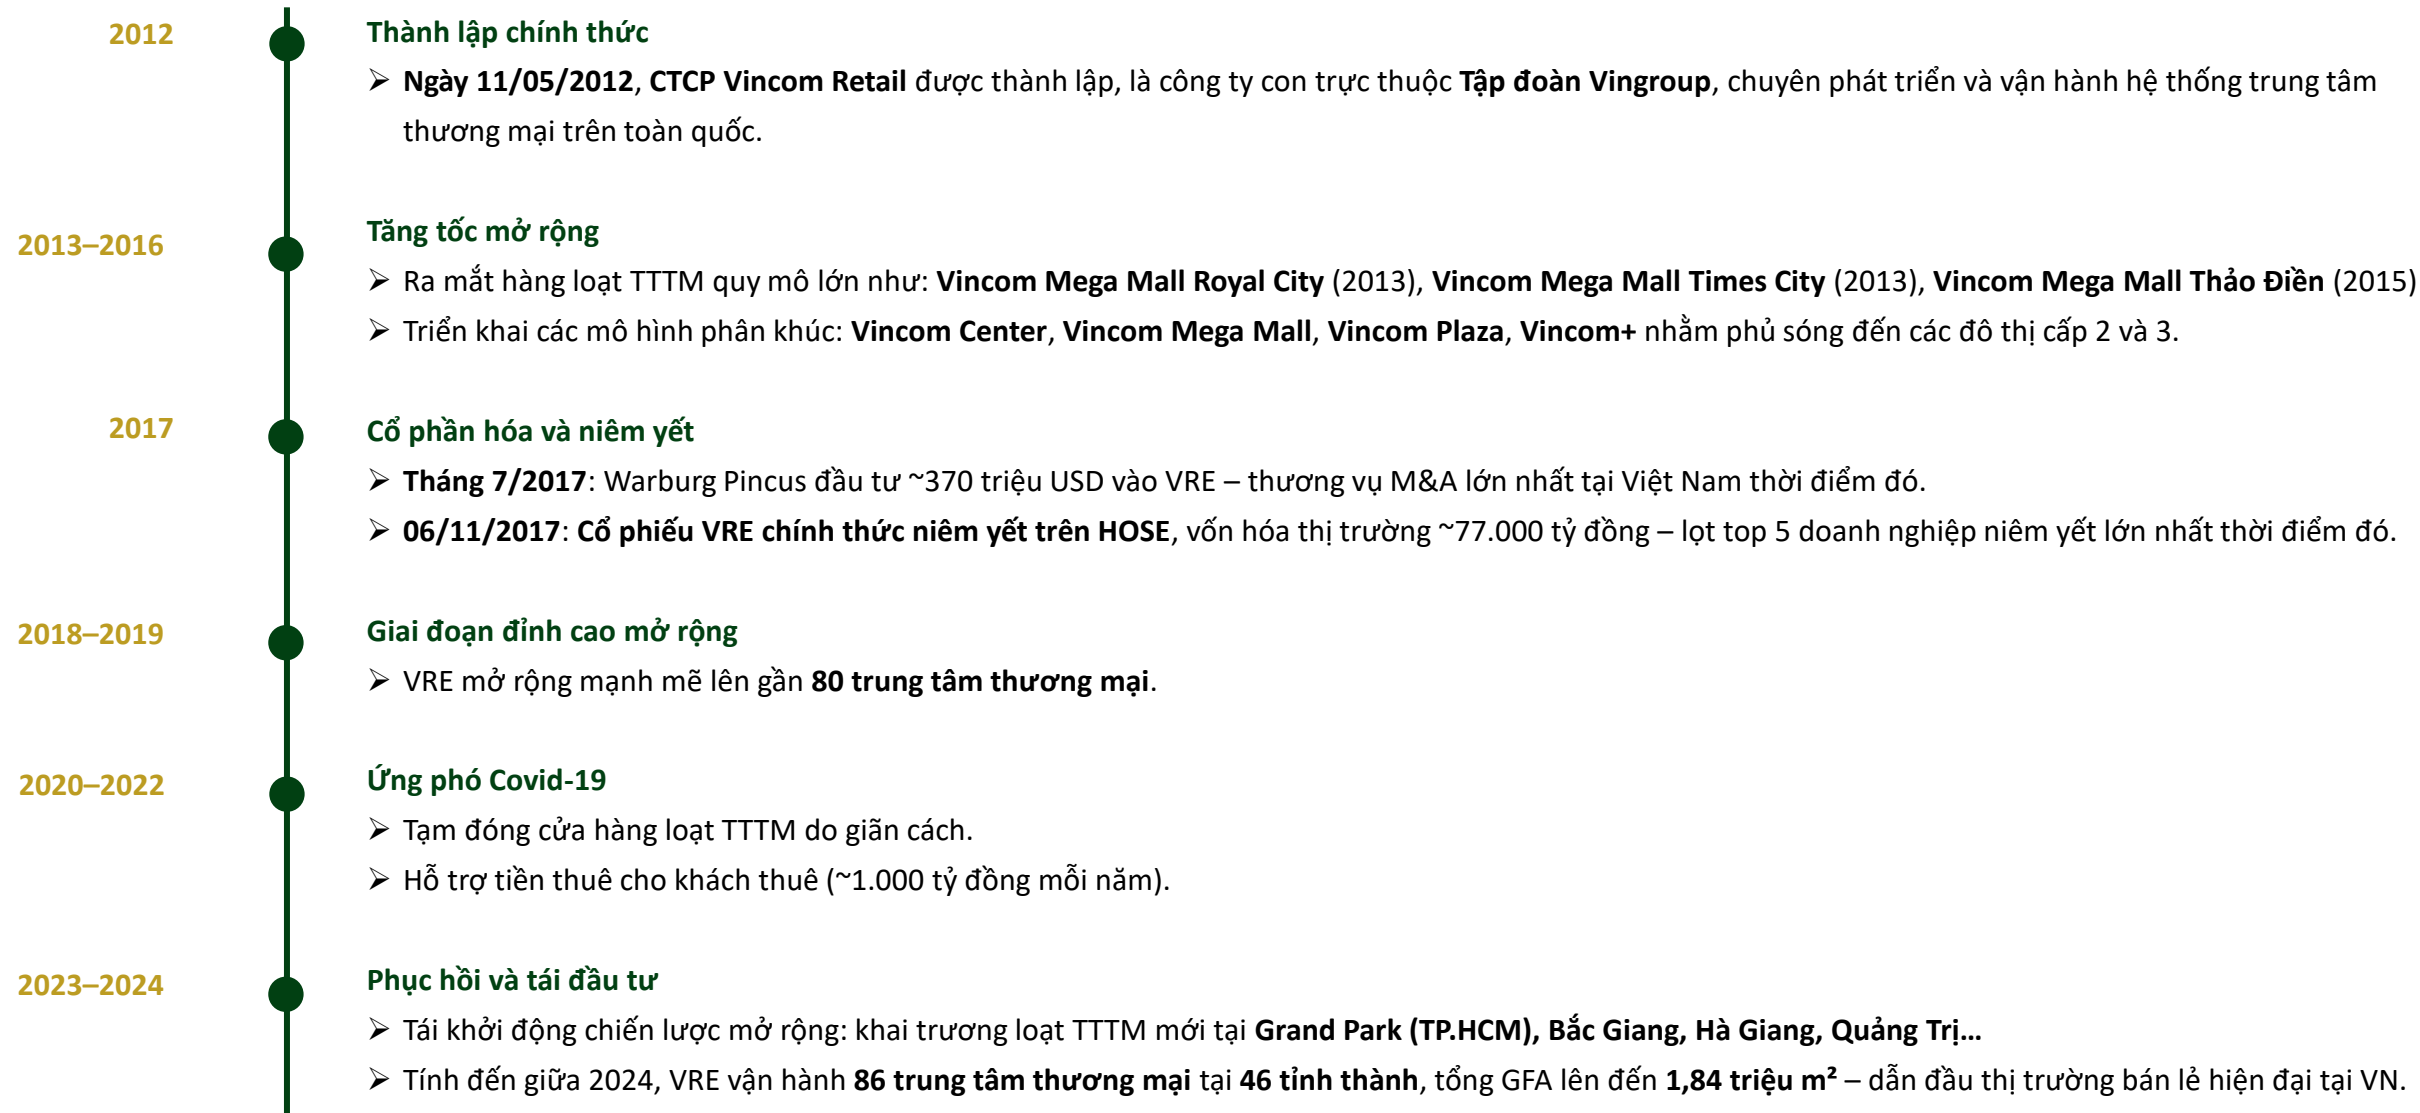 2012
Thành lập chính thức
➢ Ngày 11/05/2012, CTCP Vincom Retail được thành lập, là công ty con trực thuộc Tập đoàn Vingroup, chuyên phát triển và vận hành hệ thống trung tâm
thương mại trên toàn quốc.
2013–2016
Tăng tốc mở rộng
➢ Ra mắt hàng loạt TTTM quy mô lớn như: Vincom Mega Mall Royal City (2013), Vincom Mega Mall Times City (2013), Vincom Mega Mall Thảo Điền (2015)
➢ Triển khai các mô hình phân khúc: Vincom Center, Vincom Mega Mall, Vincom Plaza, Vincom+ nhằm phủ sóng đến các đô thị cấp 2 và 3.
2017
Cổ phần hóa và niêm yết
➢ Tháng 7/2017: Warburg Pincus đầu tư ~370 triệu USD vào VRE – thương vụ M&A lớn nhất tại Việt Nam thời điểm đó.
➢ 06/11/2017: Cổ phiếu VRE chính thức niêm yết trên HOSE, vốn hóa thị trường ~77.000 tỷ đồng – lọt top 5 doanh nghiệp niêm yết lớn nhất thời điểm đó.
2018–2019
Giai đoạn đỉnh cao mở rộng
➢ VRE mở rộng mạnh mẽ lên gần 80 trung tâm thương mại.
2020–2022
Ứng phó Covid-19
➢ Tạm đóng cửa hàng loạt TTTM do giãn cách.
➢ Hỗ trợ tiền thuê cho khách thuê (~1.000 tỷ đồng mỗi năm).
2023–2024
Phục hồi và tái đầu tư
➢ Tái khởi động chiến lược mở rộng: khai trương loạt TTTM mới tại Grand Park (TP.HCM), Bắc Giang, Hà Giang, Quảng Trị…
➢ Tính đến giữa 2024, VRE vận hành 86 trung tâm thương mại tại 46 tỉnh thành, tổng GFA lên đến 1,84 triệu m² – dẫn đầu thị trường bán lẻ hiện đại tại VN.